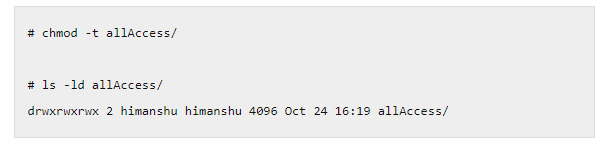 # chmod -t allAccess/
# ls -ld allAccess/
drwxrwxrwx 2 himanshu himanshu 4096 Oct 24 16:19 allAccess/